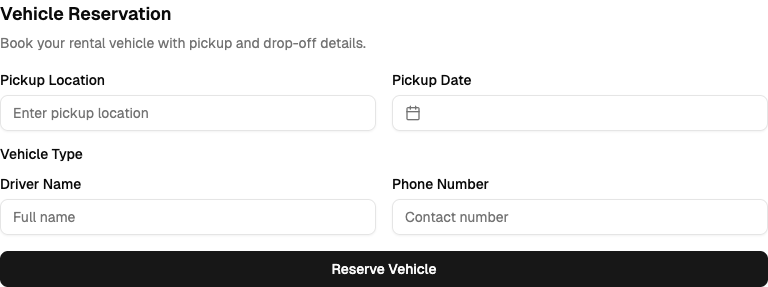 Vehicle Reservation
Book your rental vehicle with pickup and drop-off details.
Pickup Location
Pickup Date
Enter pickup location
Vehicle Type
Driver Name
Phone Number
Full name
Contact number
Reserve Vehicle